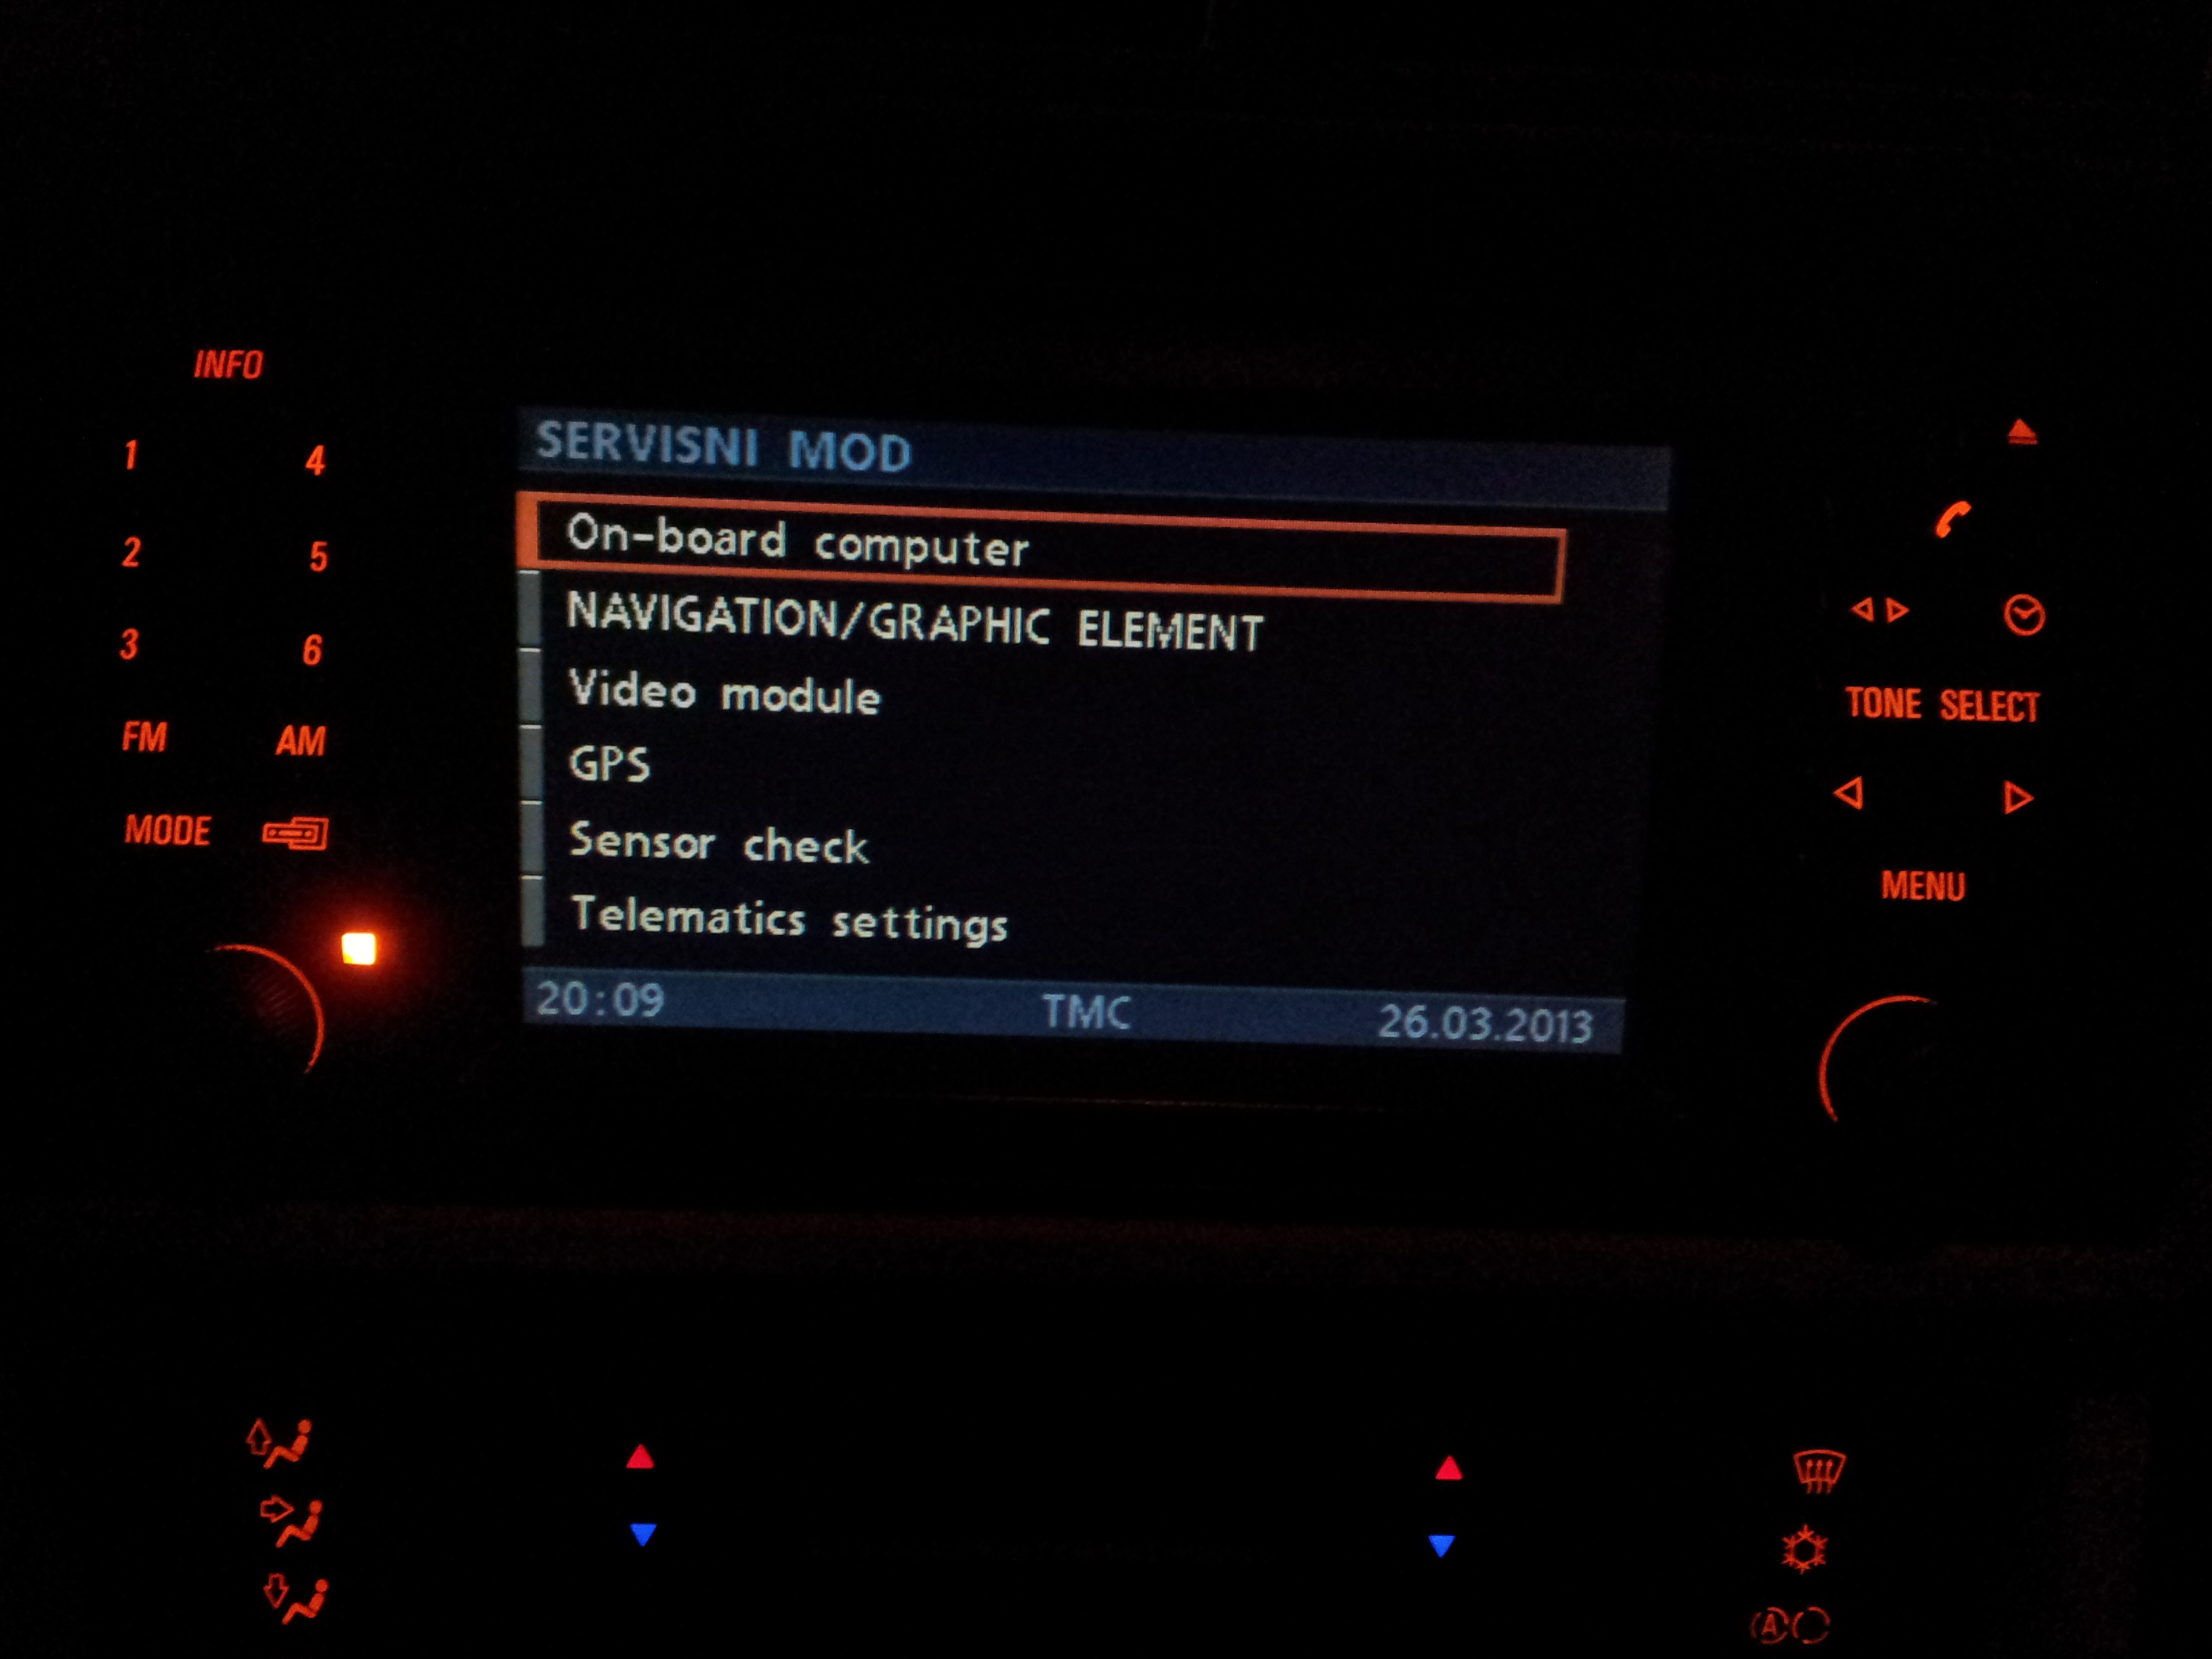 INFO
1 4
2 5
3 6
FM AM
MODE
SERVISNI MOD
On-board computer
NAVIGATION/GRAPHIC ELEMENT
Video module
GPS
Sensor check
Telematics settings
20:09 TMC 26.03.2013
TONE SELECT
MENU
A